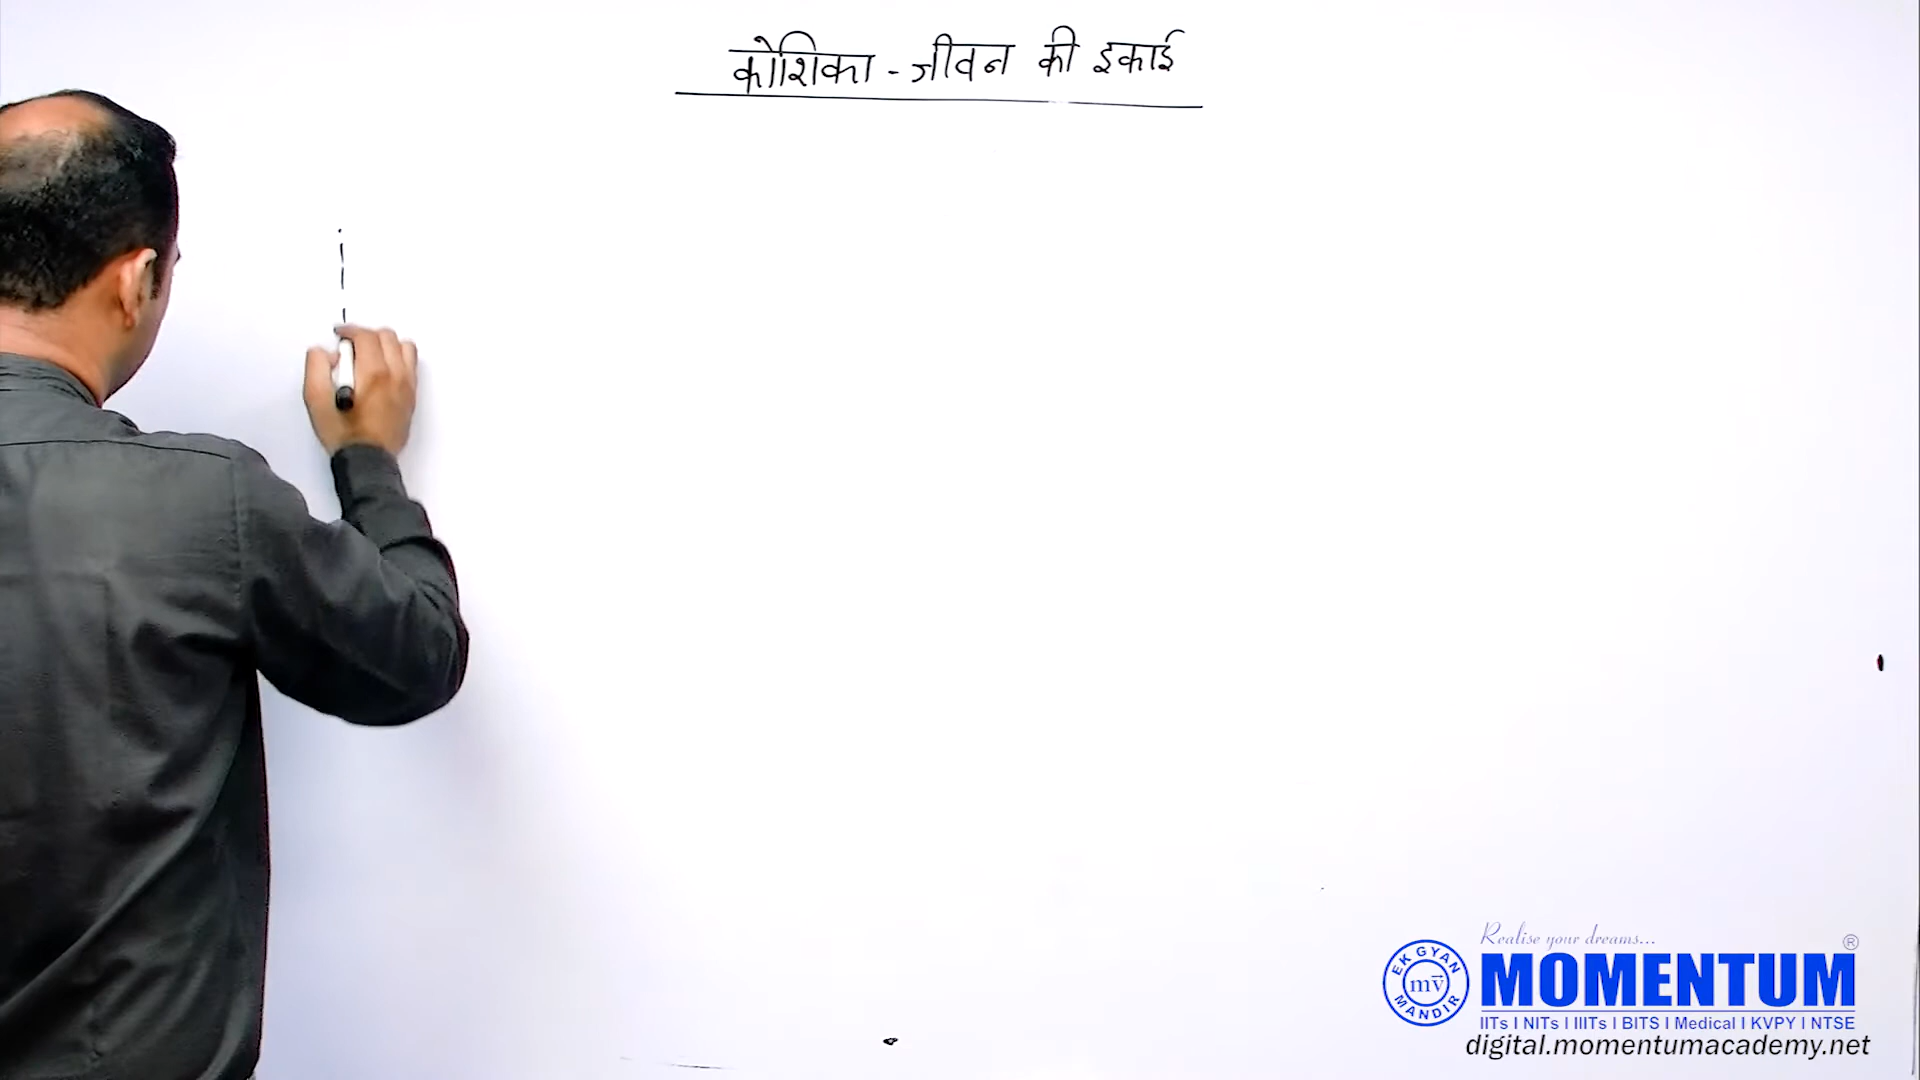 कोशिका - जीवन की इकाई
Realise your dreams...
EK GYAN MANDIR
mv
MOMENTUM ®
IITs I NITs I IIITs I BITS I Medical I KVPY I NTSE
digital.momentumacademy.net